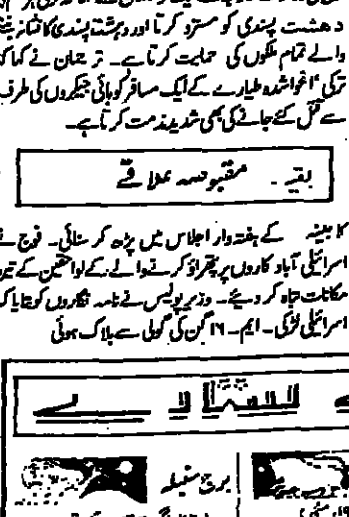 دھشت پسندی کو مسترد کرتا اور دہشت پسندی کا نشانہ بننے
والے تمام ملکوں کی حمایت کرتا ہے۔ ترجمان نے کہا کہ
ترکی اغوا شدہ طیارے کے ایک مسافر کو ہائی جیکروں کی طرف
سے قتل کئے جانے کی بھی شدید مذمت کرتا ہے۔
بقیہ۔ مقبوضہ علاقے
کابینہ کے ہفتہ وار اجلاس میں پڑھ کر سنائی۔ فوج نے
اسرائیلی آباد کاروں پر پتھراؤ کرنے والے کے لواحقین کے تین
مکانات تباہ کر دیئے۔ وزیر پولیس نے نامہ نگاروں کو بتایا کہ
اسرائیلی لڑکی۔ ایم۔ ۱۶ گن کی گولی سے ہلاک ہوئی
برج سنبلہ